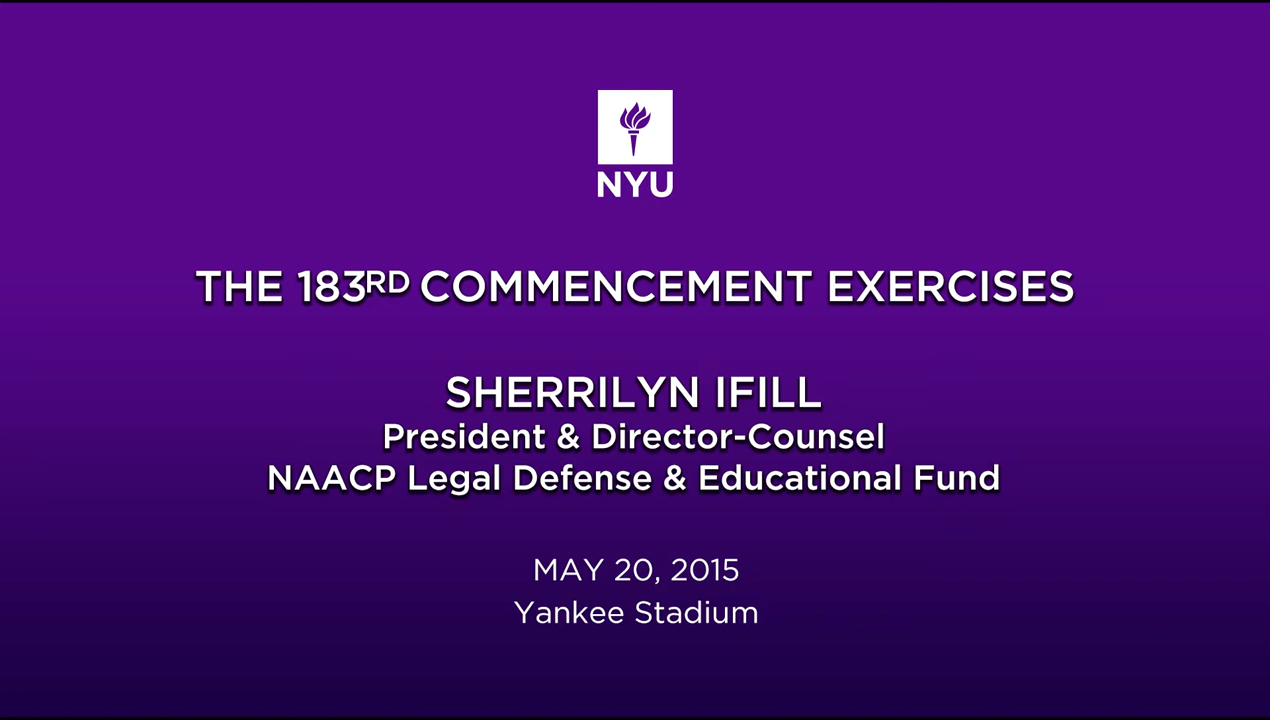 NYU
THE 183RD COMMENCEMENT EXERCISES
SHERRILYN IFILL
President & Director-Counsel
NAACP Legal Defense & Educational Fund
MAY 20, 2015
Yankee Stadium